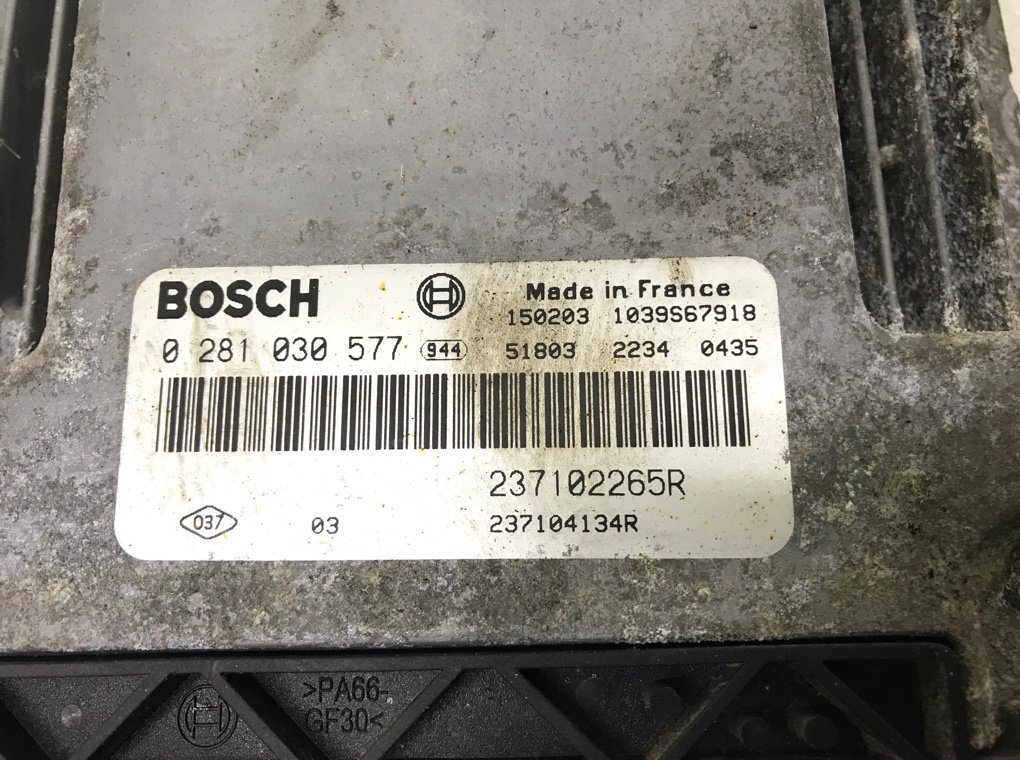 BOSCH Made in France
150203 1039S67918
0 281 030 577 944 51803 2234 0435
237102265R
037 03 237104134R
>PA66-
GF30<